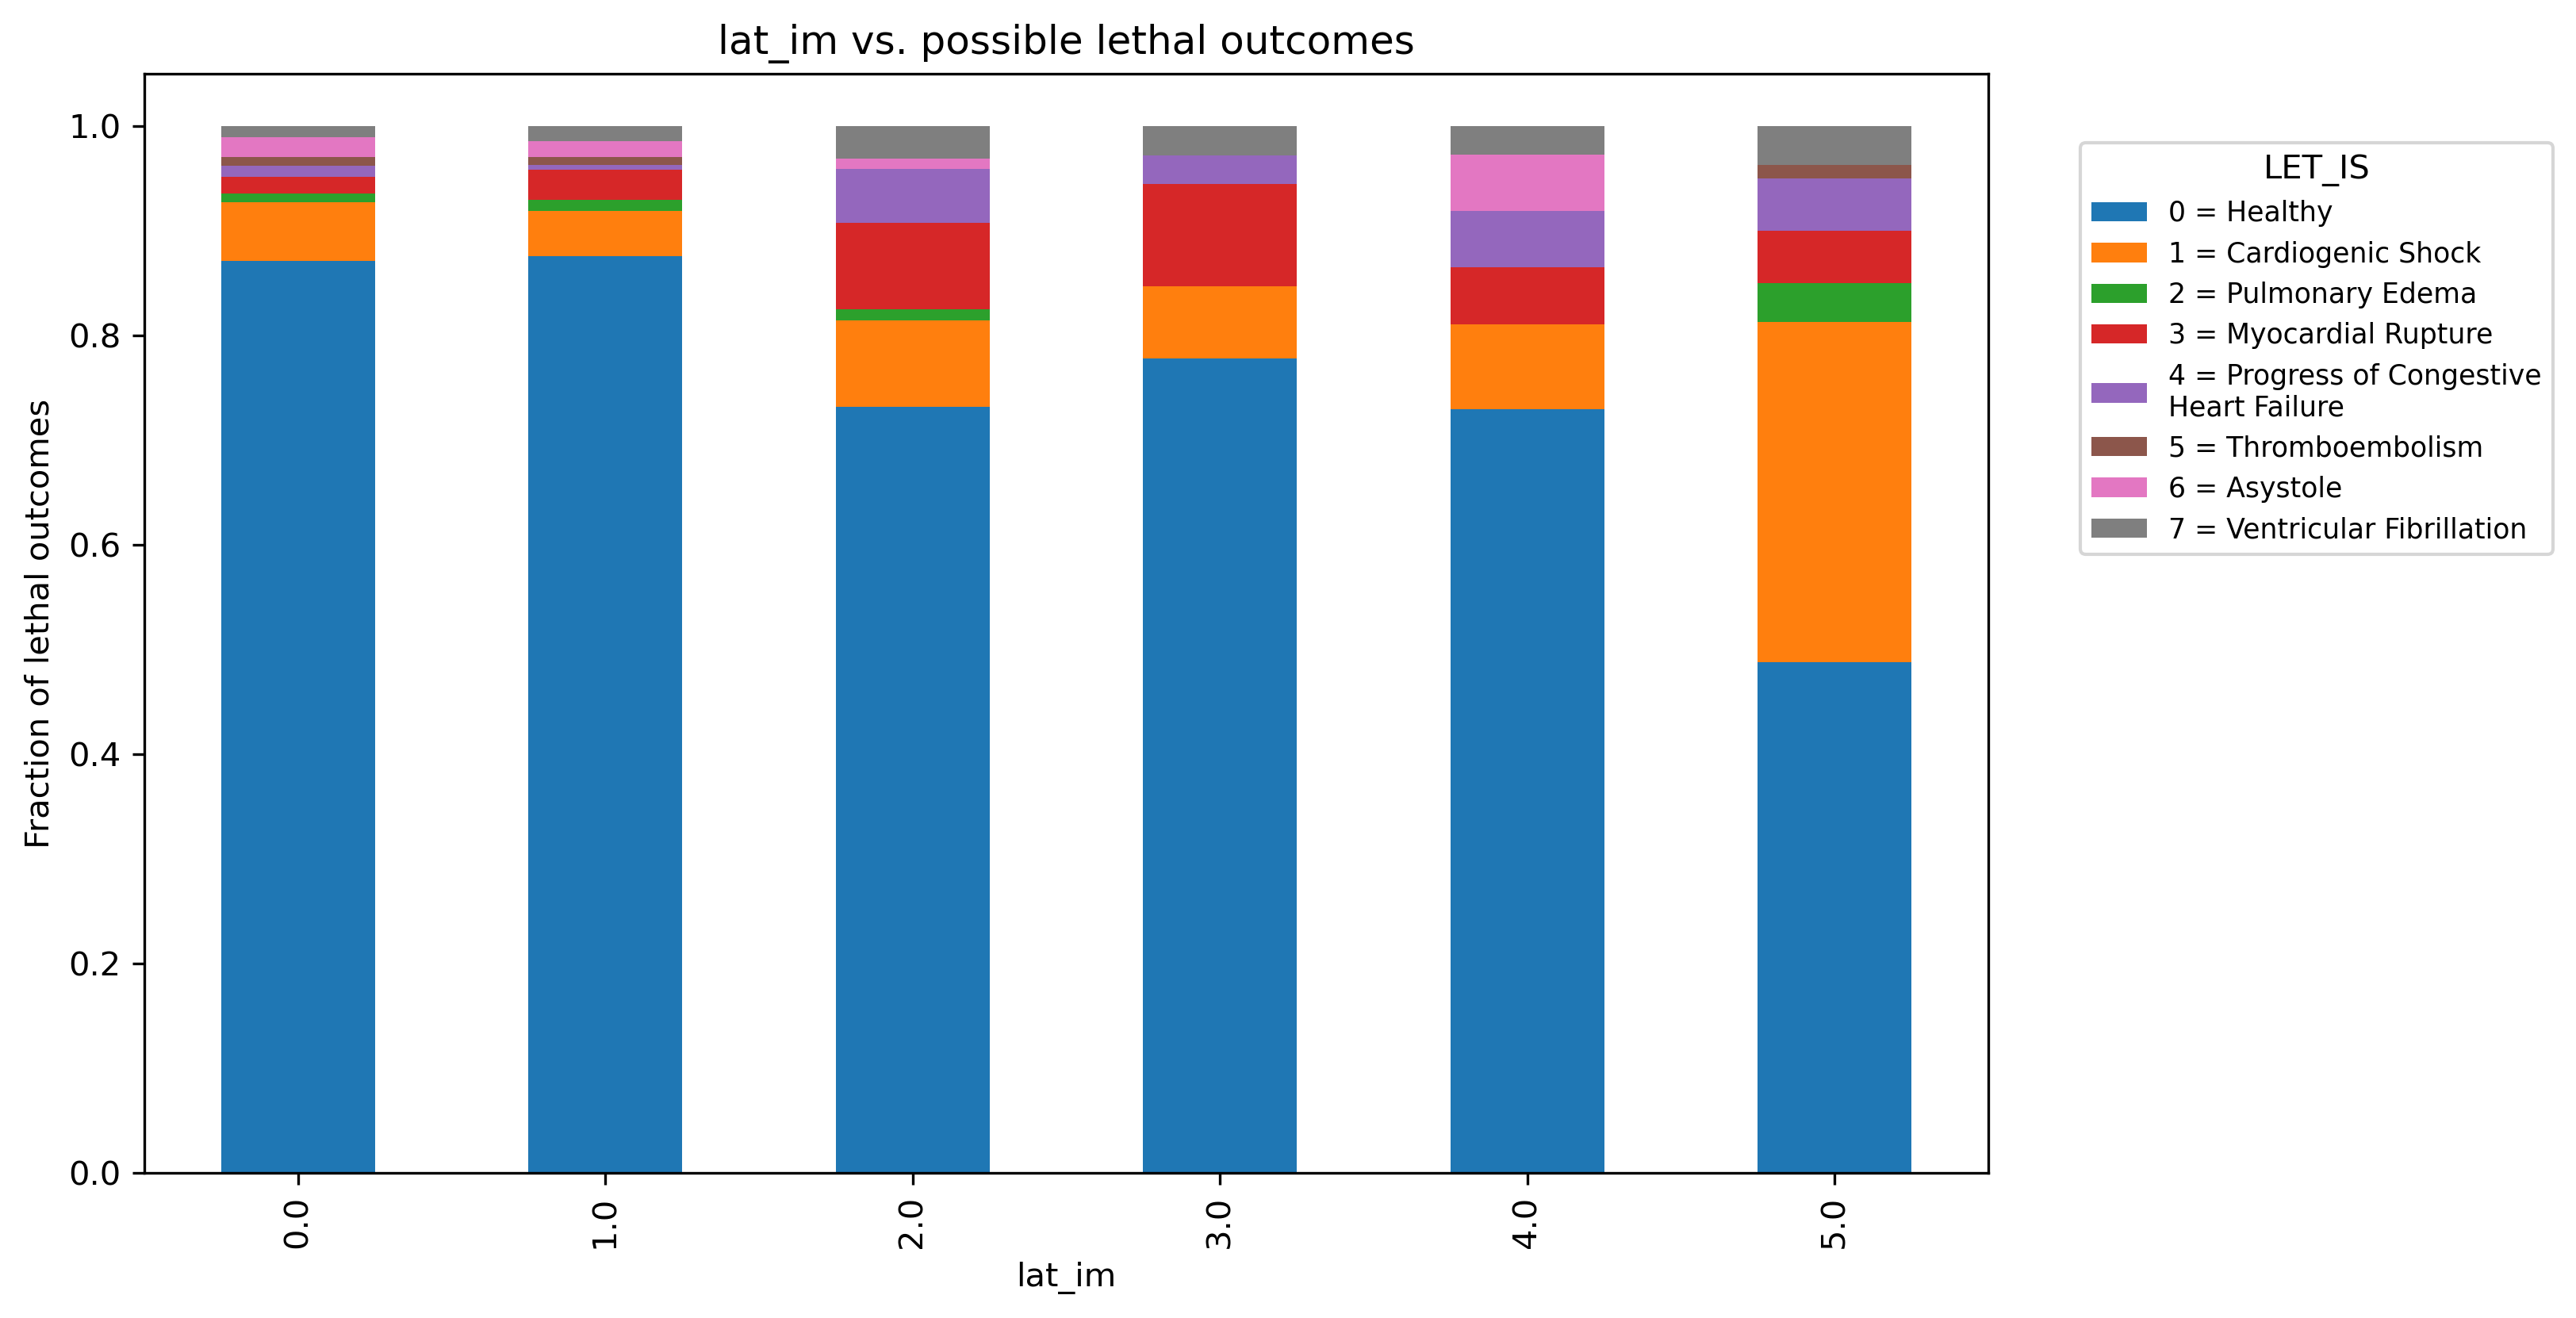 lat_im vs. possible lethal outcomes
Fraction of lethal outcomes
1.0
0.8
0.6
0.4
0.2
0.0
0.0
1.0
2.0
3.0
4.0
5.0
lat_im
LET_IS
0 = Healthy
1 = Cardiogenic Shock
2 = Pulmonary Edema
3 = Myocardial Rupture
4 = Progress of Congestive
Heart Failure
5 = Thromboembolism
6 = Asystole
7 = Ventricular Fibrillation